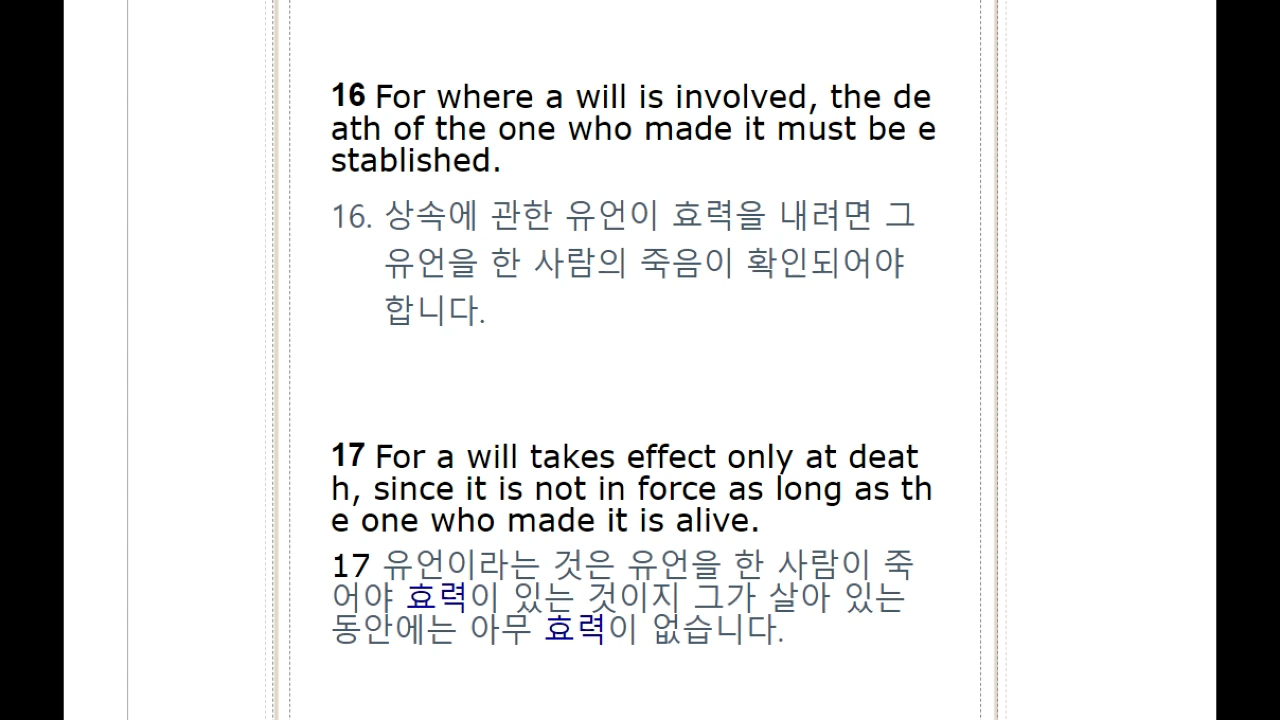 16 For where a will is involved, the de
ath of the one who made it must be e
stablished.
16. 상속에 관한 유언이 효력을 내려면 그
유언을 한 사람의 죽음이 확인되어야
합니다.
17 For a will takes effect only at deat
h, since it is not in force as long as th
e one who made it is alive.
17 유언이라는 것은 유언을 한 사람이 죽
어야 효력이 있는 것이지 그가 살아 있는
동안에는 아무 효력이 없습니다.